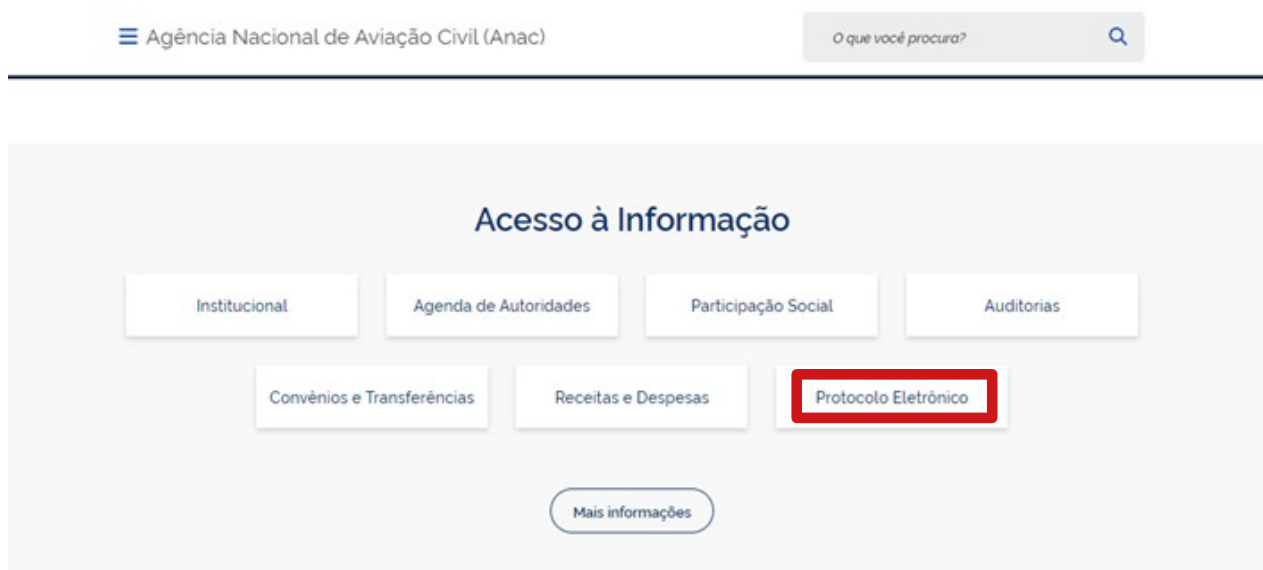 Agência Nacional de Aviação Civil (Anac)
O que você procura?
Acesso à Informação
Institucional
Agenda de Autoridades
Participação Social
Auditorias
Convênios e Transferências
Receitas e Despesas
Protocolo Eletrônico
Mais informações